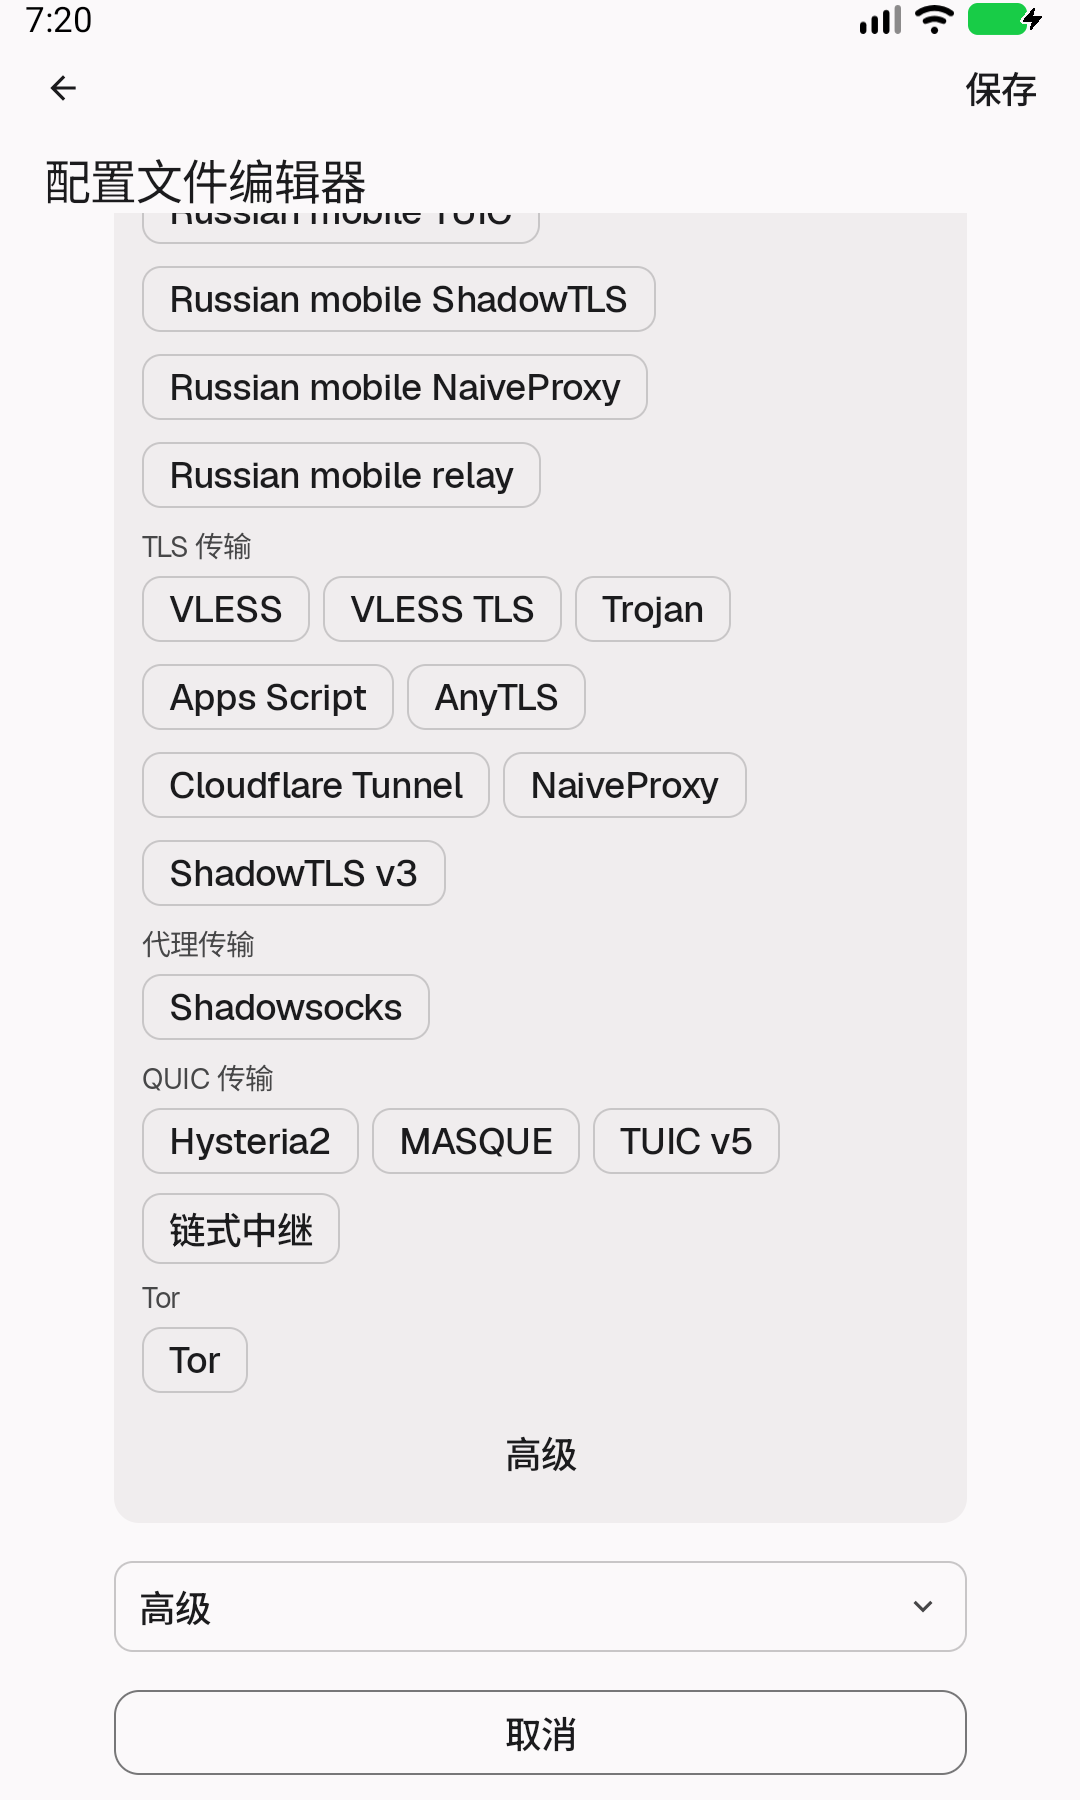 7:20
保存
配置文件编辑器
Russian mobile TUIC
Russian mobile ShadowTLS
Russian mobile NaiveProxy
Russian mobile relay
TLS 传输
VLESS VLESS TLS Trojan
Apps Script AnyTLS
Cloudflare Tunnel NaiveProxy
ShadowTLS v3
代理传输
Shadowsocks
QUIC 传输
Hysteria2 MASQUE TUIC v5
链式中继
Tor
Tor
高级
高级
取消